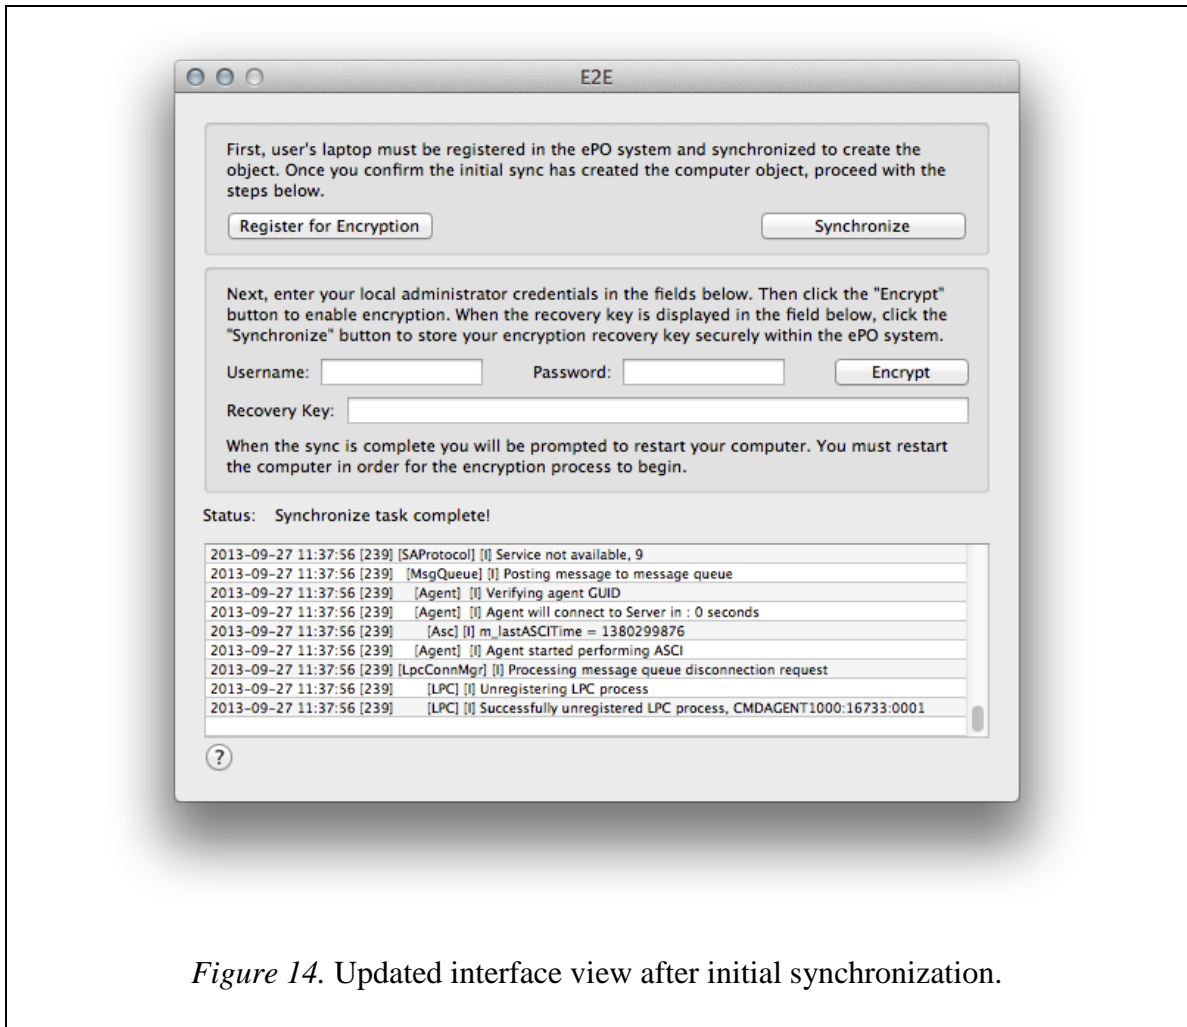 E2E
First, user's laptop must be registered in the ePO system and synchronized to create the
object. Once you confirm the initial sync has created the computer object, proceed with the
steps below.
Register for Encryption
Synchronize
Next, enter your local administrator credentials in the fields below. Then click the "Encrypt"
button to enable encryption. When the recovery key is displayed in the field below, click the
"Synchronize" button to store your encryption recovery key securely within the ePO system.
Username: Password: Encrypt
Recovery Key:
When the sync is complete you will be prompted to restart your computer. You must restart
the computer in order for the encryption process to begin.
Status: Synchronize task complete!
2013-09-27 11:37:56 [239] [SAProtocol] [I] Service not available, 9
2013-09-27 11:37:56 [239] [MsgQueue] [I] Posting message to message queue
2013-09-27 11:37:56 [239] [Agent] [I] Verifying agent GUID
2013-09-27 11:37:56 [239] [Agent] [I] Agent will connect to Server in : 0 seconds
2013-09-27 11:37:56 [239] [Asc] [I] m_lastASCITime = 1380299876
2013-09-27 11:37:56 [239] [Agent] [I] Agent started performing ASCI
2013-09-27 11:37:56 [239] [LpcConnMgr] [I] Processing message queue disconnection request
2013-09-27 11:37:56 [239] [LPC] [I] Unregistering LPC process
2013-09-27 11:37:56 [239] [LPC] [I] Successfully unregistered LPC process, CMDAGENT1000:16733:0001
?
Figure 14. Updated interface view after initial synchronization.